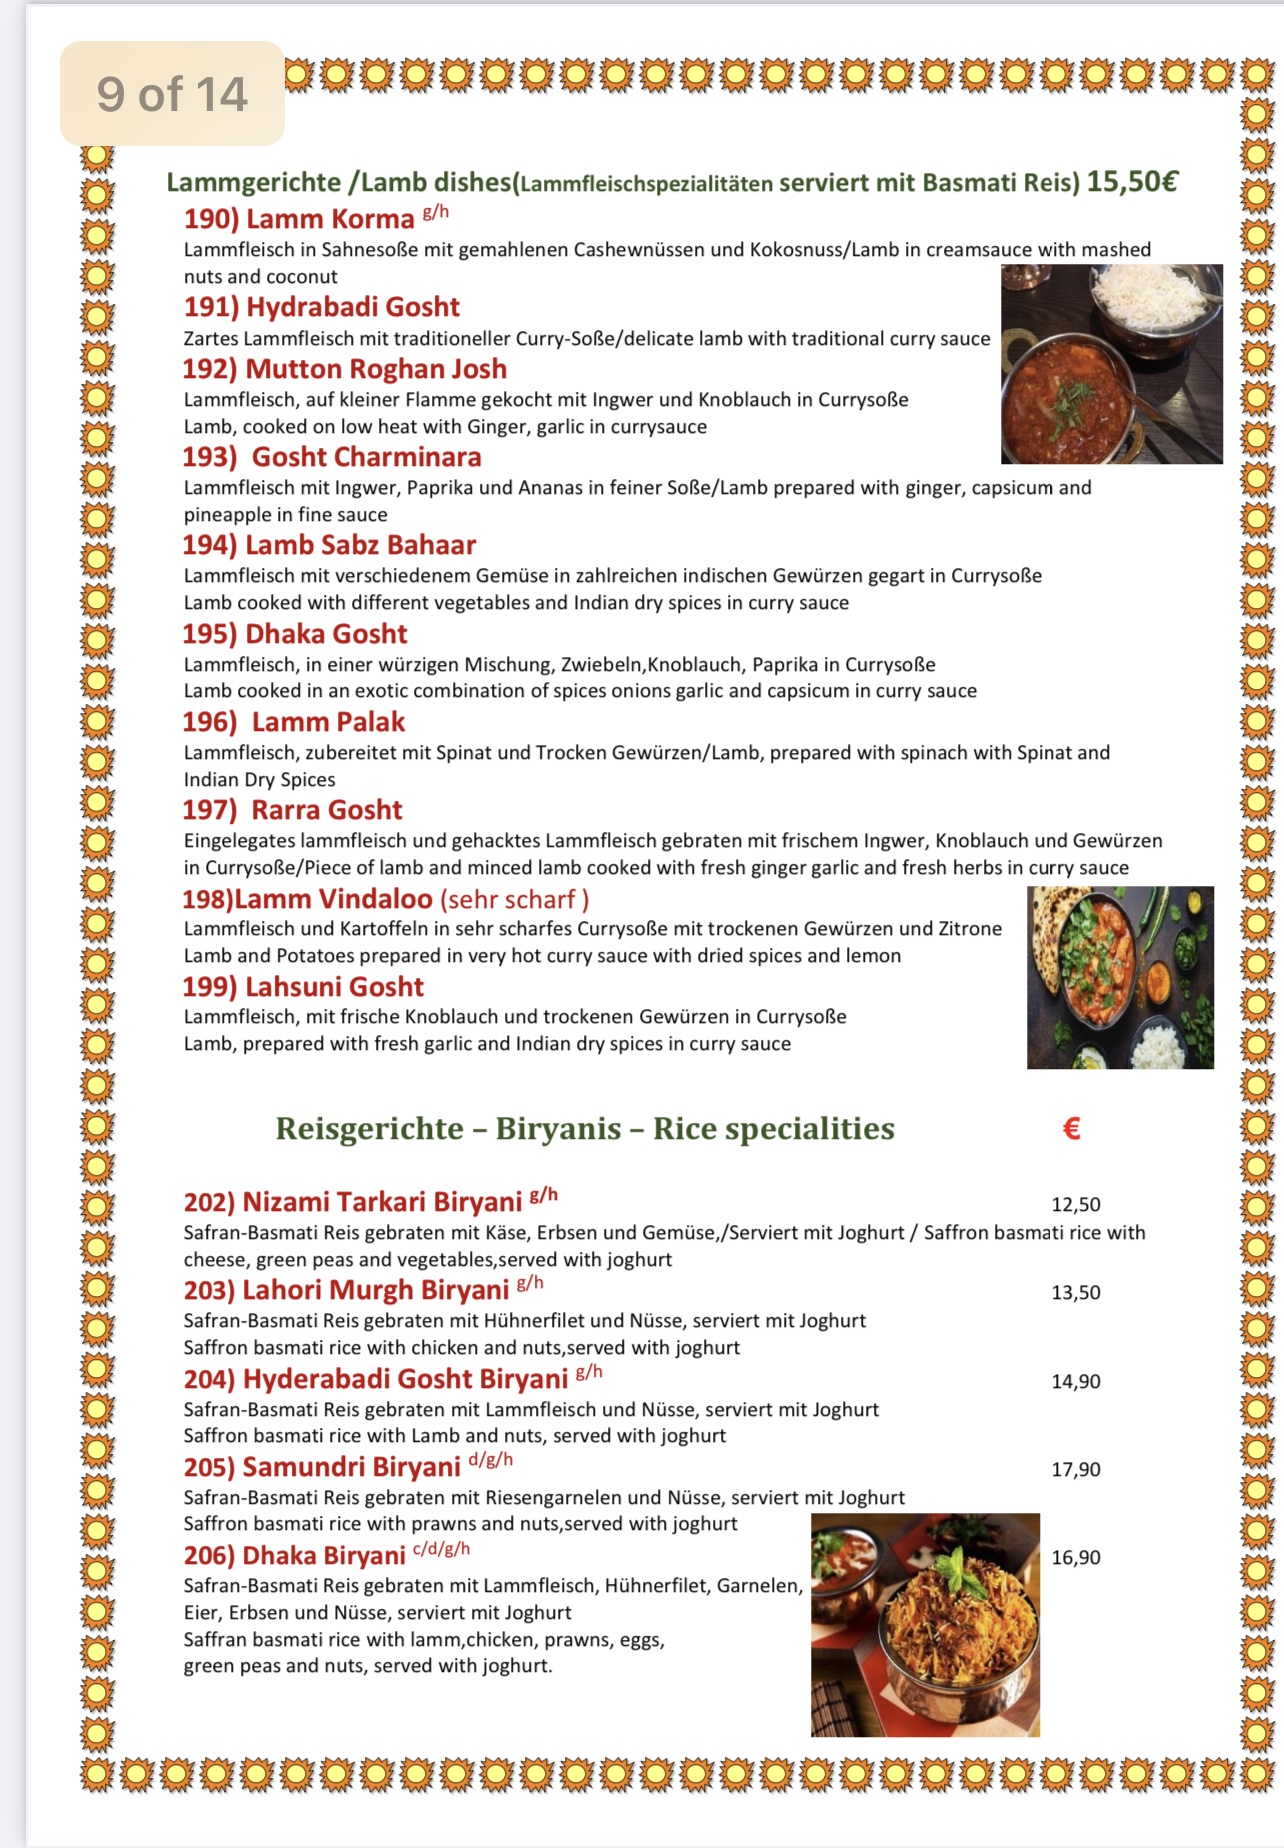 9 of 14
Lammgerichte /Lamb dishes(Lammfleischspezialitäten serviert mit Basmati Reis) 15,50€
190) Lamm Korma g/h
Lammfleisch in Sahnesoße mit gemahlenen Cashewnüssen und Kokosnuss/Lamb in creamsauce with mashed
nuts and coconut
191) Hydrabadi Gosht
Zartes Lammfleisch mit traditioneller Curry-Soße/delicate lamb with traditional curry sauce
192) Mutton Roghan Josh
Lammfleisch, auf kleiner Flamme gekocht mit Ingwer und Knoblauch in Currysoße
Lamb, cooked on low heat with Ginger, garlic in currysauce
193) Gosht Charminara
Lammfleisch mit Ingwer, Paprika und Ananas in feiner Soße/Lamb prepared with ginger, capsicum and
pineapple in fine sauce
194) Lamb Sabz Bahaar
Lammfleisch mit verschiedenem Gemüse in zahlreichen indischen Gewürzen gegart in Currysoße
Lamb cooked with different vegetables and Indian dry spices in curry sauce
195) Dhaka Gosht
Lammfleisch, in einer würzigen Mischung, Zwiebeln,Knoblauch, Paprika in Currysoße
Lamb cooked in an exotic combination of spices onions garlic and capsicum in curry sauce
196) Lamm Palak
Lammfleisch, zubereitet mit Spinat und Trocken Gewürzen/Lamb, prepared with spinach with Spinat and
Indian Dry Spices
197) Rarra Gosht
Eingelegates lammfleisch und gehacktes Lammfleisch gebraten mit frischem Ingwer, Knoblauch und Gewürzen
in Currysoße/Piece of lamb and minced lamb cooked with fresh ginger garlic and fresh herbs in curry sauce
198)Lamm Vindaloo (sehr scharf )
Lammfleisch und Kartoffeln in sehr scharfes Currysoße mit trockenen Gewürzen und Zitrone
Lamb and Potatoes prepared in very hot curry sauce with dried spices and lemon
199) Lahsuni Gosht
Lammfleisch, mit frische Knoblauch und trockenen Gewürzen in Currysoße
Lamb, prepared with fresh garlic and Indian dry spices in curry sauce
Reisgerichte – Biryanis – Rice specialities €
202) Nizami Tarkari Biryani g/h 12,50
Safran-Basmati Reis gebraten mit Käse, Erbsen und Gemüse,/Serviert mit Joghurt / Saffron basmati rice with
cheese, green peas and vegetables,served with joghurt
203) Lahori Murgh Biryani g/h 13,50
Safran-Basmati Reis gebraten mit Hühnerfilet und Nüsse, serviert mit Joghurt
Saffron basmati rice with chicken and nuts,served with joghurt
204) Hyderabadi Gosht Biryani g/h 14,90
Safran-Basmati Reis gebraten mit Lammfleisch und Nüsse, serviert mit Joghurt
Saffron basmati rice with Lamb and nuts, served with joghurt
205) Samundri Biryani d/g/h 17,90
Safran-Basmati Reis gebraten mit Riesengarnelen und Nüsse, serviert mit Joghurt
Saffron basmati rice with prawns and nuts,served with joghurt
206) Dhaka Biryani c/d/g/h 16,90
Safran-Basmati Reis gebraten mit Lammfleisch, Hühnerfilet, Garnelen,
Eier, Erbsen und Nüsse, serviert mit Joghurt
Saffran basmati rice with lamm,chicken, prawns, eggs,
green peas and nuts, served with joghurt.